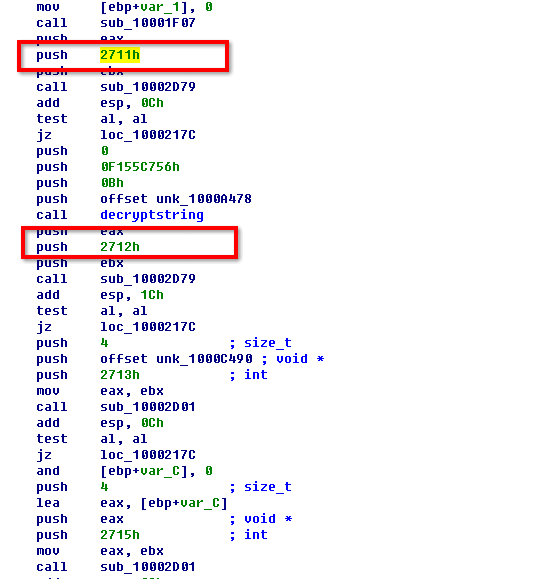 mov [ebp+var_1], 0
call sub_10001F07
push eax
push 2711h
push ebx
call sub_10002D79
add esp, 0Ch
test al, al
jz loc_1000217C
push 0
push 0F155C756h
push 0Bh
push offset unk_1000A478
call decryptstring
push eax
push 2712h
push ebx
call sub_10002D79
add esp, 1Ch
test al, al
jz loc_1000217C
push 4 ; size_t
push offset unk_1000C490 ; void *
push 2713h ; int
mov eax, ebx
call sub_10002D01
add esp, 0Ch
test al, al
jz loc_1000217C
and [ebp+var_C], 0
push 4 ; size_t
lea eax, [ebp+var_C]
push eax ; void *
push 2715h ; int
mov eax, ebx
call sub_10002D01